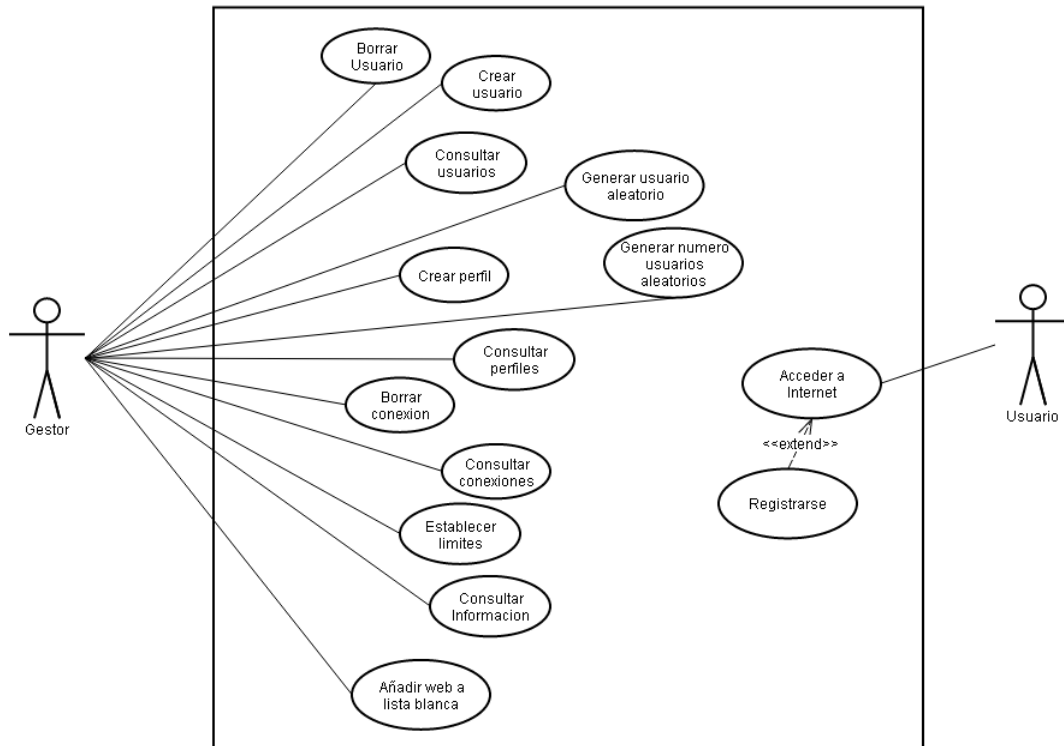 Borrar
Usuario
Crear
usuario
Consultar
usuarios
Generar usuario
aleatorio
Generar numero
usuarios
aleatorios
Crear perfil
Consultar
perfiles
Borrar
conexion
Acceder a
Internet
Gestor
Usuario
<<extend>>
Consultar
conexiones
Registrarse
Establecer
limites
Consultar
Informacion
Añadir web a
lista blanca